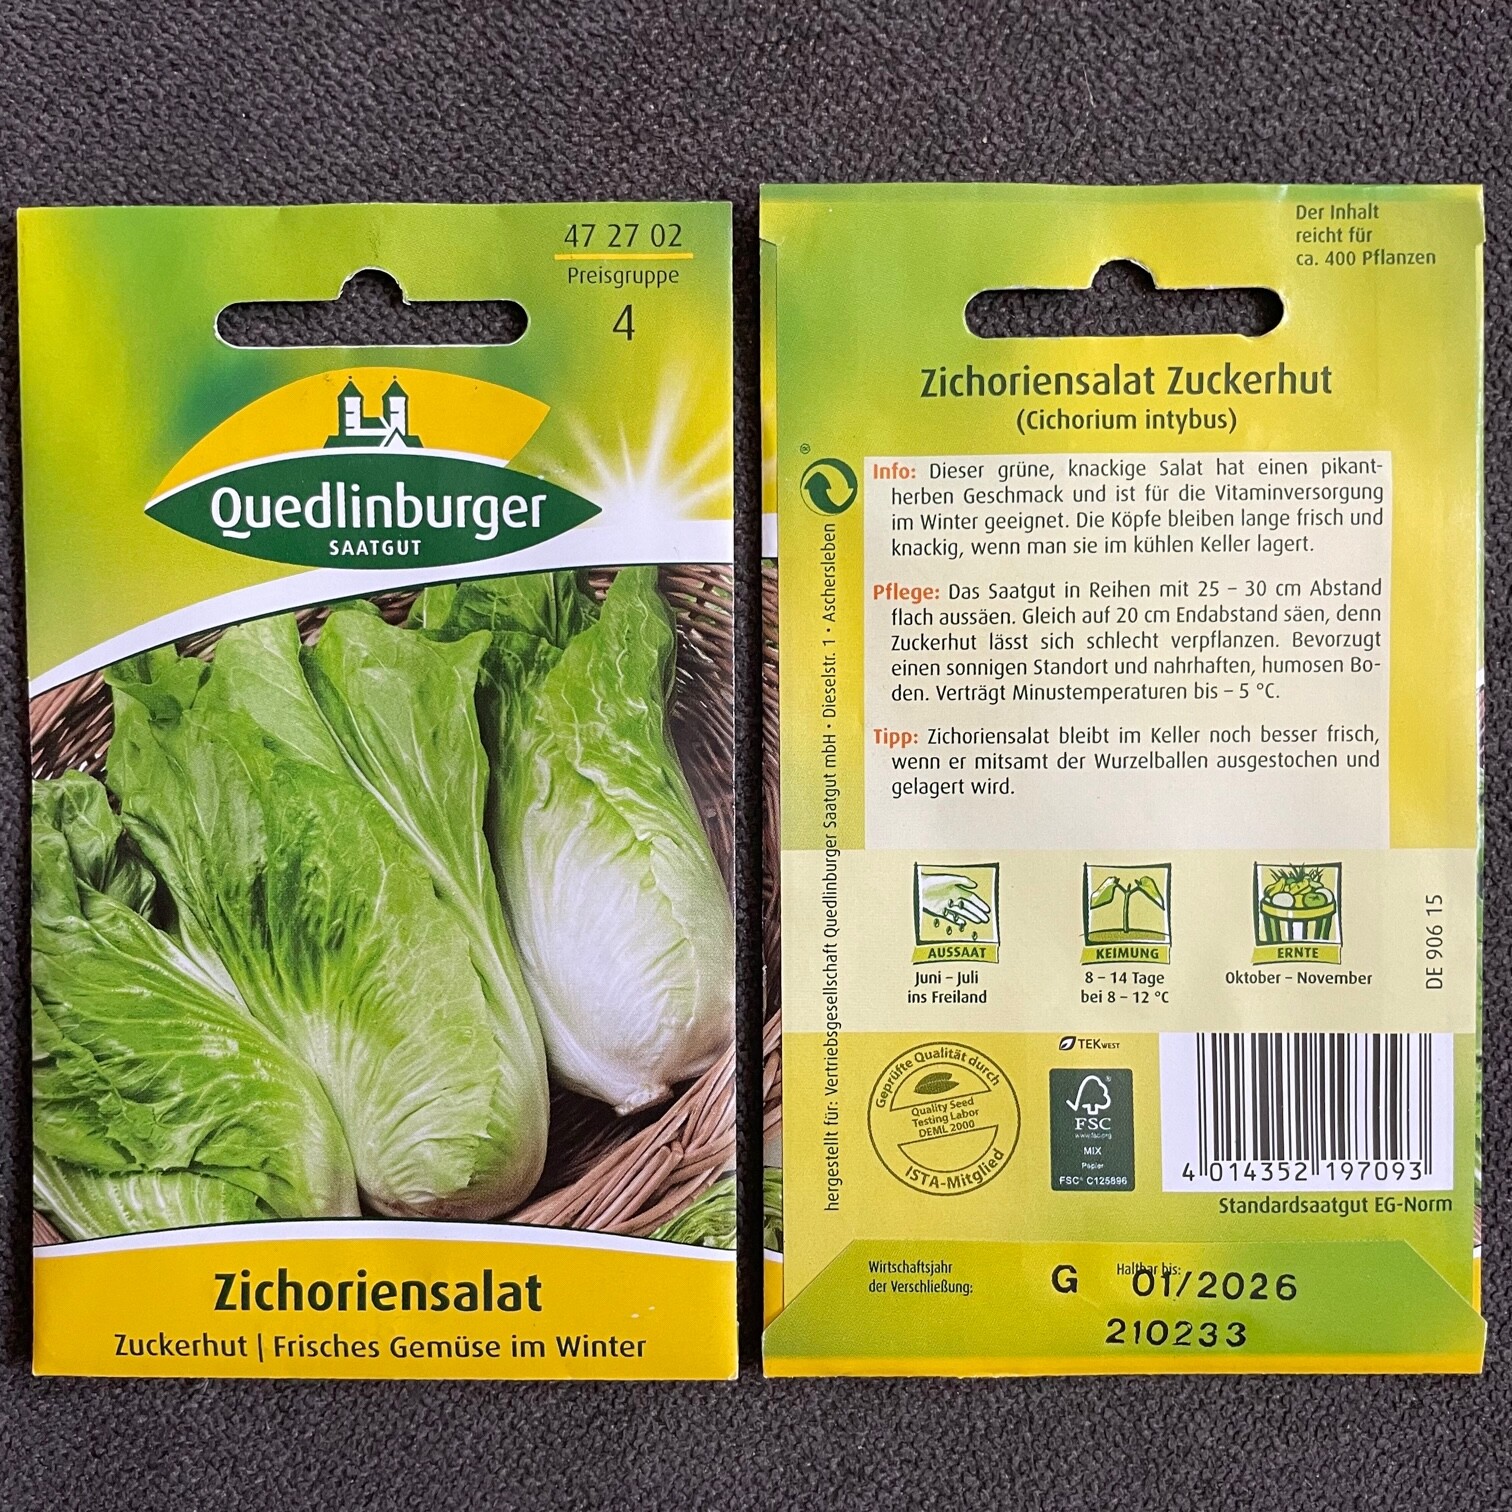 47 27 02
Preisgruppe
4
Quedlinburger
SAATGUT
Zichoriensalat
Zuckerhut | Frisches Gemüse im Winter
Der Inhalt
reicht für
ca. 400 Pflanzen
Zichoriensalat Zuckerhut
(Cichorium intybus)
Info: Dieser grüne, knackige Salat hat einen pikant-
herben Geschmack und ist für die Vitaminversorgung
im Winter geeignet. Die Köpfe bleiben lange frisch und
knackig, wenn man sie im kühlen Keller lagert.
Pflege: Das Saatgut in Reihen mit 25 – 30 cm Abstand
flach aussäen. Gleich auf 20 cm Endabstand säen, denn
Zuckerhut lässt sich schlecht verpflanzen. Bevorzugt
einen sonnigen Standort und nahrhaften, humosen Bo-
den. Verträgt Minustemperaturen bis – 5 °C.
Tipp: Zichoriensalat bleibt im Keller noch besser frisch,
wenn er mitsamt der Wurzelballen ausgestochen und
gelagert wird.
®
hergestellt für: Vertriebsgesellschaft Quedlinburger Saatgut mbH • Dieselstr. 1 • Aschersleben
AUSSAAT
Juni – Juli
ins Freiland
KEIMUNG
8 – 14 Tage
bei 8 – 12 °C
ERNTE
Oktober – November
DE 906 15
Geprüfte Qualität durch
Quality Seed
Testing Labor
DEML 2000
ISTA-Mitglied
TEKWEST
FSC
www.fsc.org
MIX
Papier
FSC® C125896
4 014352 197093
Standardsaatgut EG-Norm
Wirtschaftsjahr
der Verschließung:
G
Haltbar bis:
01/2026
210233